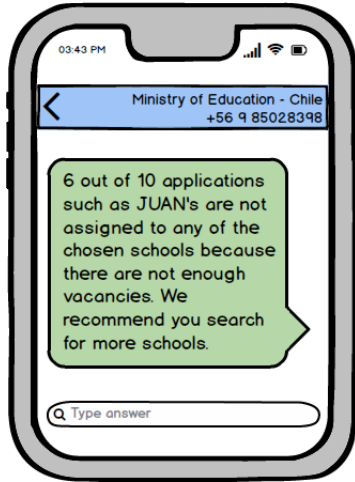 03:43 PM
Ministry of Education - Chile
+56 9 85028398
6 out of 10 applications
such as JUAN's are not
assigned to any of the
chosen schools because
there are not enough
vacancies. We
recommend you search
for more schools.
Type answer